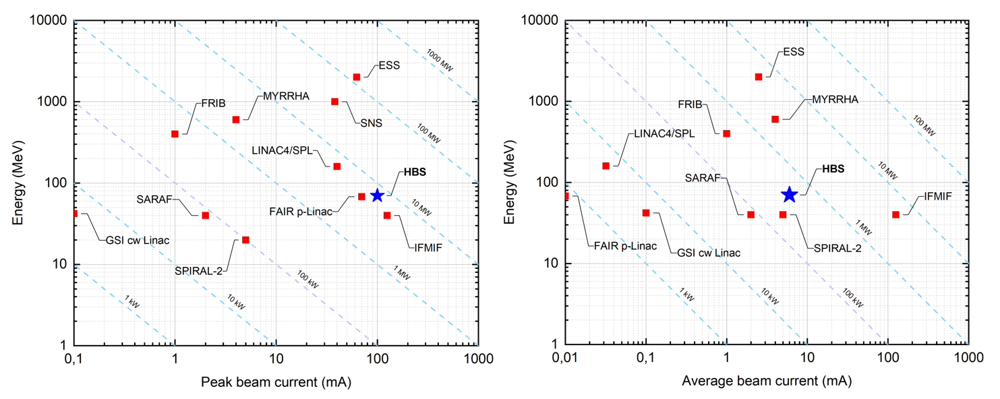 10000
1000
100
10
1
Energy (MeV)
0,1
1
10
100
1000
Peak beam current (mA)
1000 MW
100 MW
10 MW
1 MW
100 kW
10 kW
1 kW
ESS
MYRRHA
FRIB
SNS
LINAC4/SPL
HBS
SARAF
FAIR p-Linac
GSI cw Linac
IFMIF
SPIRAL-2
10000
1000
100
10
1
Energy (MeV)
0,01
0,1
1
10
100
1000
Average beam current (mA)
100 MW
10 MW
1 MW
100 kW
10 kW
1 kW
ESS
MYRRHA
FRIB
LINAC4/SPL
HBS
SARAF
IFMIF
FAIR p-Linac
GSI cw Linac
SPIRAL-2